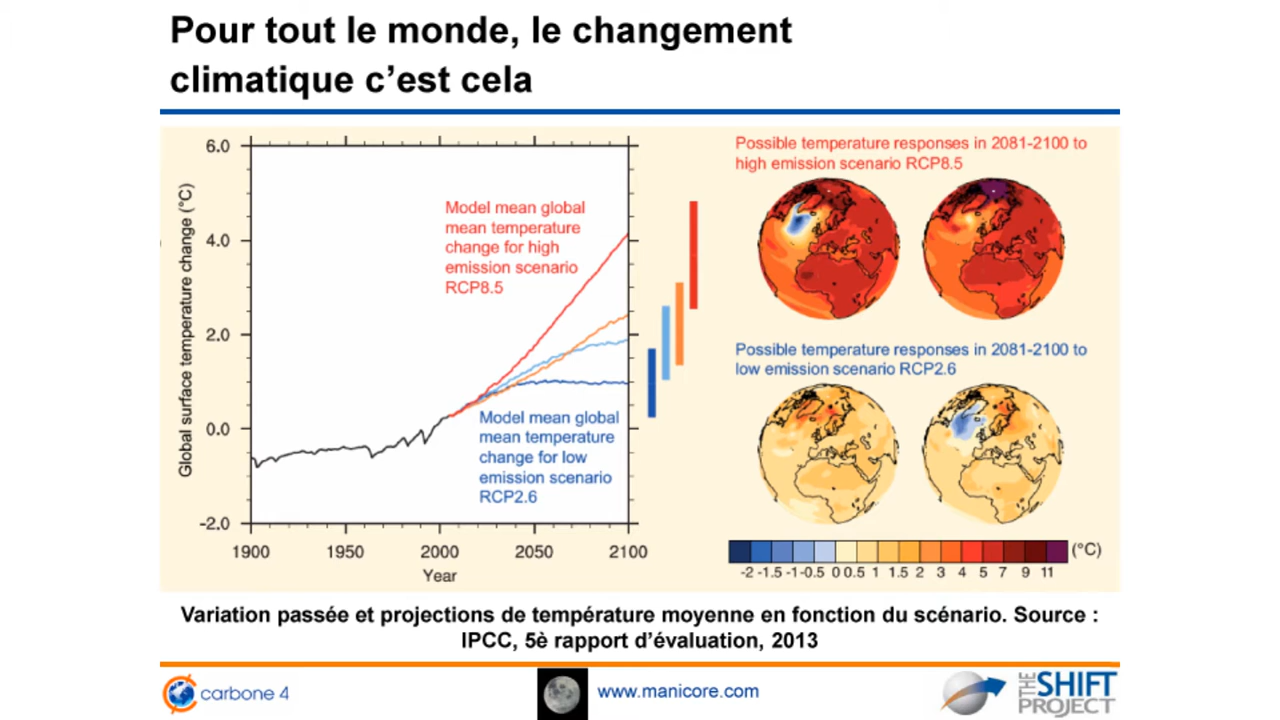 Pour tout le monde, le changement
climatique c'est cela
6.0
4.0
2.0
0.0
-2.0
Global surface temperature change (°C)
1900 1950 2000 2050 2100
Year
Model mean global
mean temperature
change for high
emission scenario
RCP8.5
Model mean global
mean temperature
change for low
emission scenario
RCP2.6
Possible temperature responses in 2081-2100 to
high emission scenario RCP8.5
Possible temperature responses in 2081-2100 to
low emission scenario RCP2.6
(°C)
-2 -1.5 -1 -0.5 0 0.5 1 1.5 2 3 4 5 7 9 11
Variation passée et projections de température moyenne en fonction du scénario. Source :
IPCC, 5è rapport d'évaluation, 2013
carbone 4
www.manicore.com
THE SHIFT
PROJECT